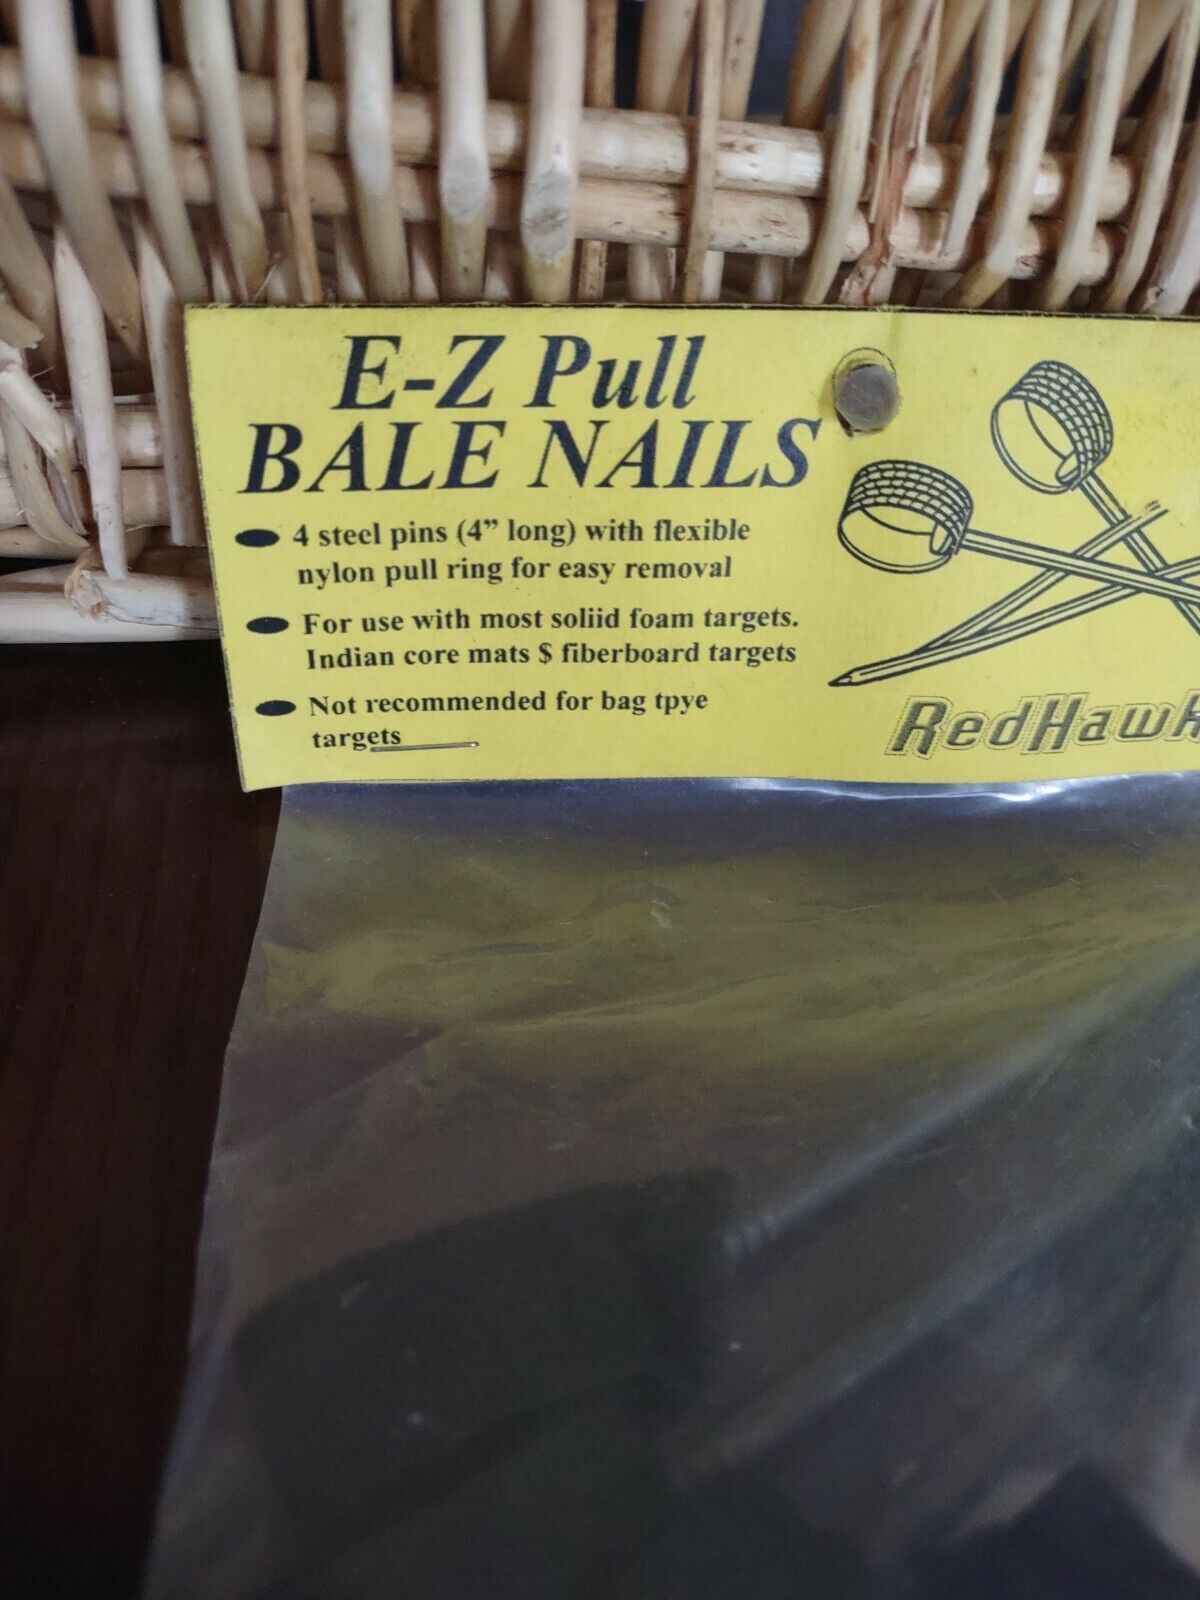 E-Z Pull
BALE NAILS
4 steel pins (4” long) with flexible
nylon pull ring for easy removal
For use with most soliid foam targets.
Indian core mats $ fiberboard targets
Not recommended for bag tpye
targets
RedHawk